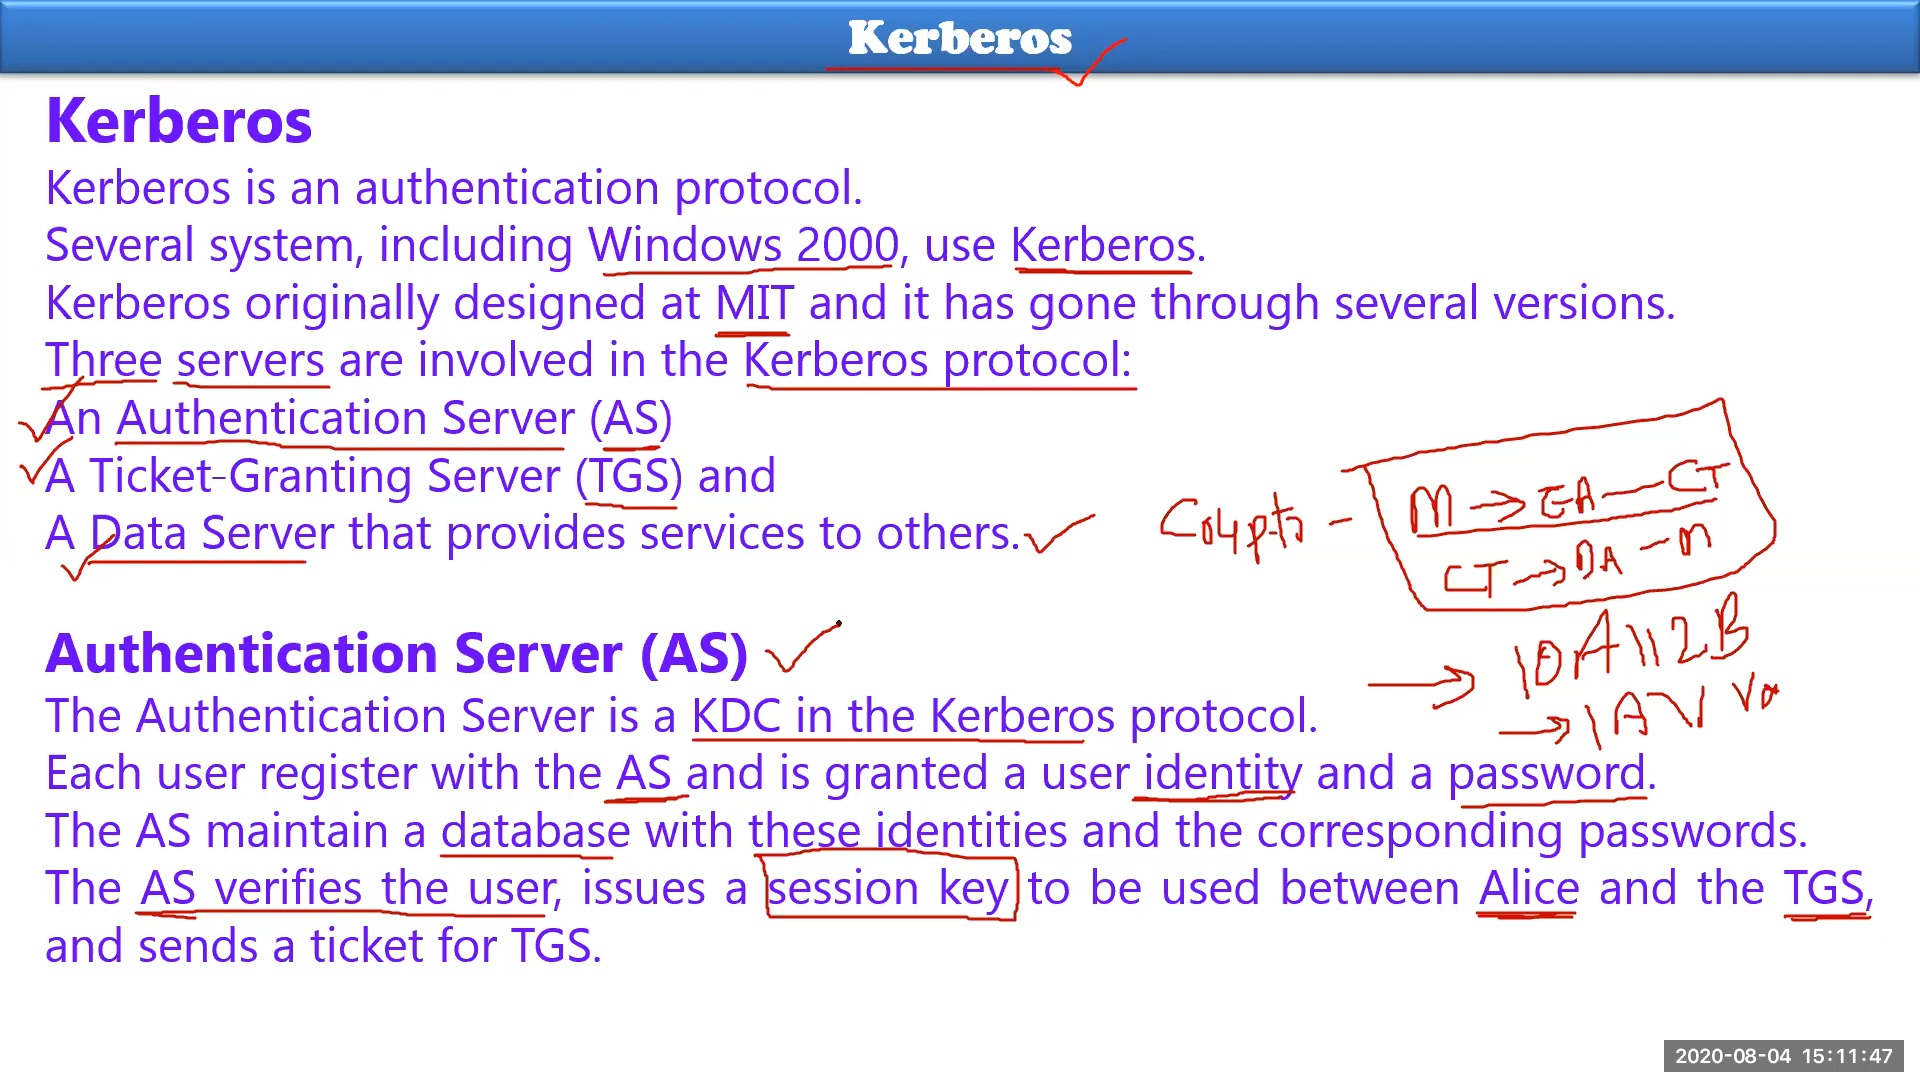 Kerberos
Kerberos
Kerberos is an authentication protocol.
Several system, including Windows 2000, use Kerberos.
Kerberos originally designed at MIT and it has gone through several versions.
Three servers are involved in the Kerberos protocol:
An Authentication Server (AS)
A Ticket-Granting Server (TGS) and
A Data Server that provides services to others.
M → EA — CT
CT → DA — M
Authentication Server (AS)
The Authentication Server is a KDC in the Kerberos protocol.
Each user register with the AS and is granted a user identity and a password.
The AS maintain a database with these identities and the corresponding passwords.
The AS verifies the user, issues a session key to be used between Alice and the TGS,
and sends a ticket for TGS.
2020-08-04 15:11:47